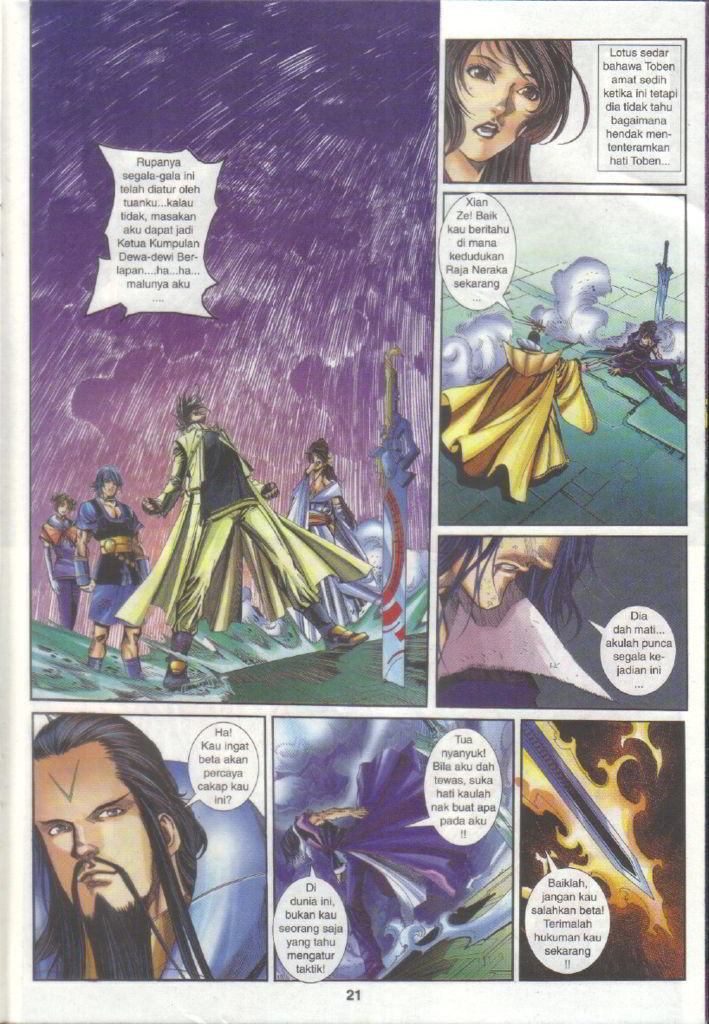 Rupanya
segala-gala ini
telah diatur oleh
tuanku...kalau
tidak, masakan
aku dapat jadi
Ketua Kumpulan
Dewa-dewi Ber-
lapan....ha...ha...
malunya aku
....
Lotus sedar
bahawa Toben
amat sedih
ketika ini tetapi
dia tidak tahu
bagaimana
hendak men-
tenteramkan
hati Toben...
Xian
Ze! Baik
kau beritahu
di mana
kedudukan
Raja Neraka
sekarang
...
Dia
dah mati...
akulah punca
segala ke-
jadian ini
...
Ha!
Kau ingat
beta akan
percaya
cakap kau
ini?
Tua
nyanyuk!
Bila aku dah
tewas, suka
hati kaulah
nak buat apa
pada aku
!!
Di
dunia ini,
bukan kau
seorang saja
yang tahu
mengatur
taktik!
Baiklah,
jangan kau
salahkan beta!
Terimalah
hukuman kau
sekarang
!!
21